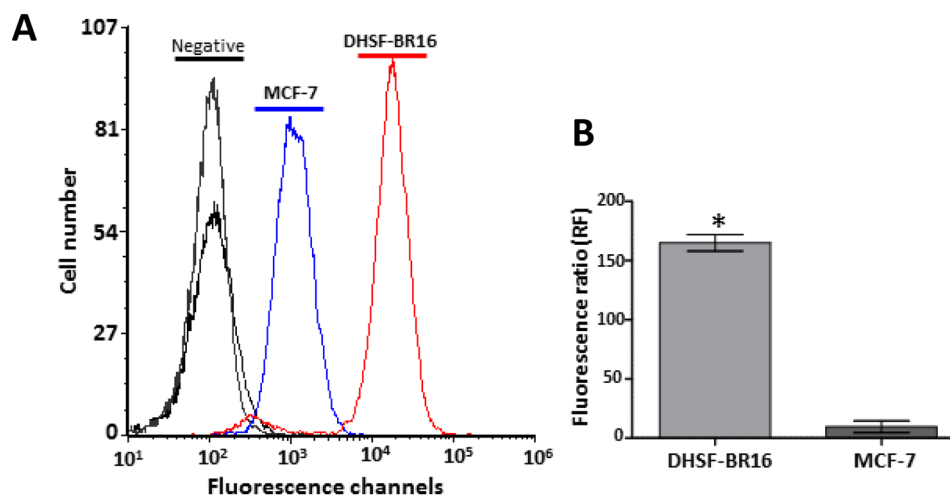 A
Negative
MCF-7
DHSF-BR16
Cell number
107
81
54
27
0
10¹ 10² 10³ 10⁴ 10⁵ 10⁶
Fluorescence channels
B
Fluorescence ratio (RF)
200
150
100
50
0
*
DHSF-BR16 MCF-7